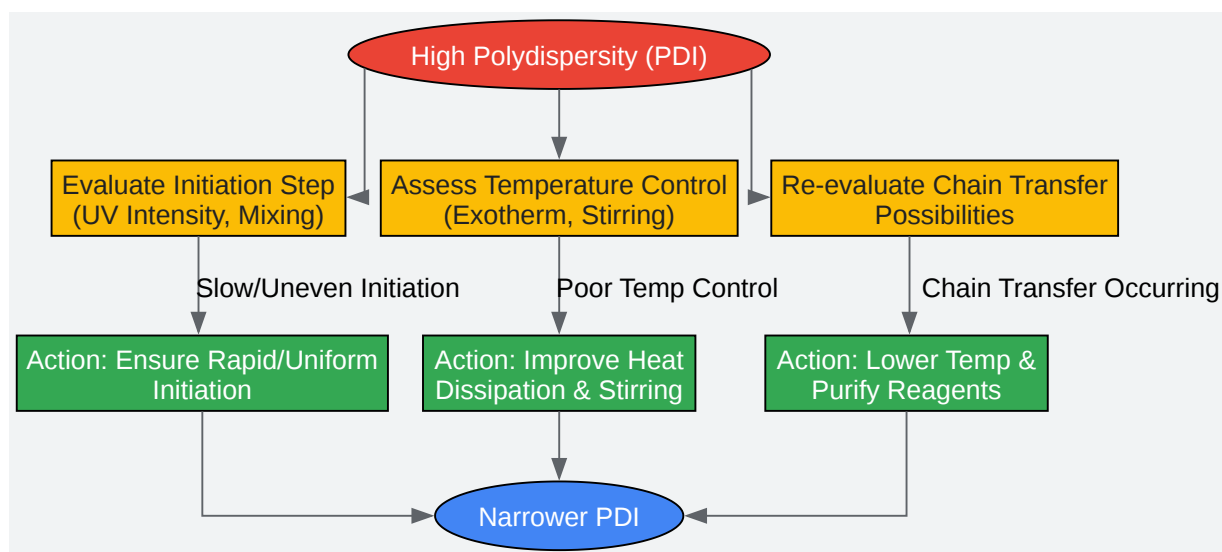 High Polydispersity (PDI)
Evaluate Initiation Step
(UV Intensity, Mixing)
Assess Temperature Control
(Exotherm, Stirring)
Re-evaluate Chain Transfer
Possibilities
Slow/Uneven Initiation
Poor Temp Control
Chain Transfer Occurring
Action: Ensure Rapid/Uniform
Initiation
Action: Improve Heat
Dissipation & Stirring
Action: Lower Temp &
Purify Reagents
Narrower PDI